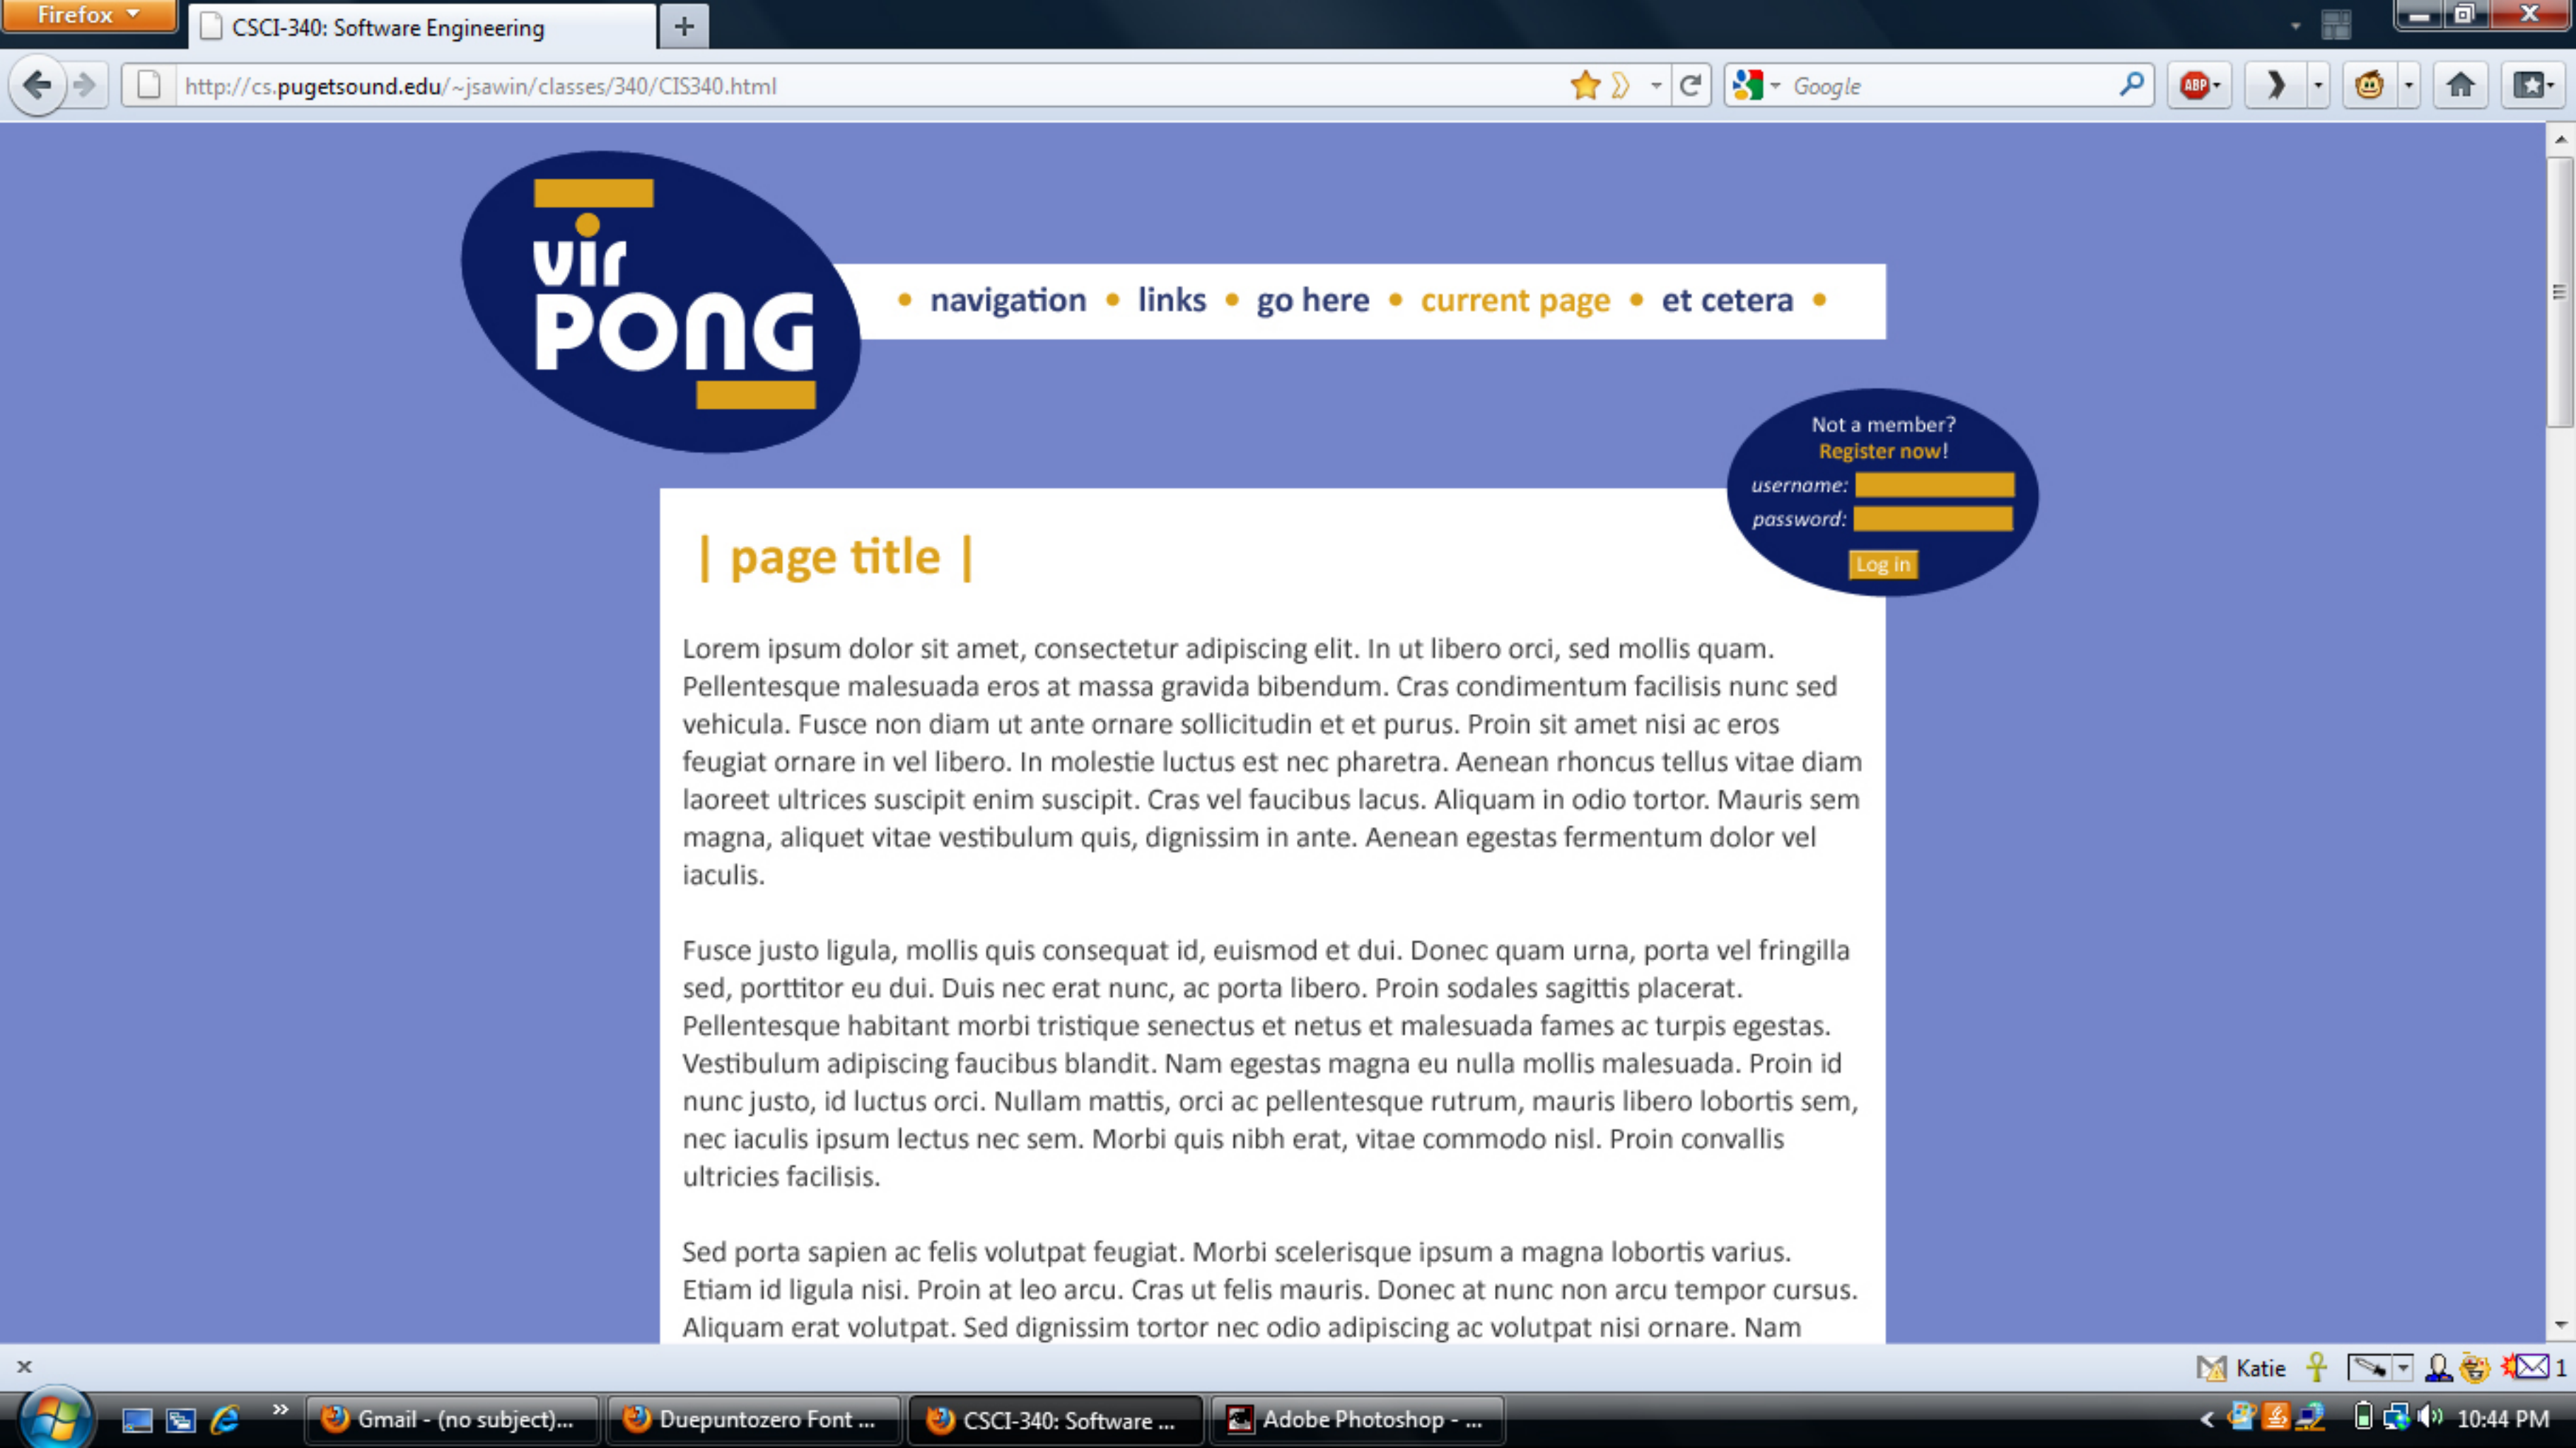 Firefox
CSCI-340: Software Engineering
http://cs.pugetsound.edu/~jsawin/classes/340/CIS340.html
Google
ABP
vir
PONG
• navigation • links • go here • current page • et cetera •
Not a member?
Register now!
username:
password:
Log in
| page title |
Lorem ipsum dolor sit amet, consectetur adipiscing elit. In ut libero orci, sed mollis quam.
Pellentesque malesuada eros at massa gravida bibendum. Cras condimentum facilisis nunc sed
vehicula. Fusce non diam ut ante ornare sollicitudin et et purus. Proin sit amet nisi ac eros
feugiat ornare in vel libero. In molestie luctus est nec pharetra. Aenean rhoncus tellus vitae diam
laoreet ultrices suscipit enim suscipit. Cras vel faucibus lacus. Aliquam in odio tortor. Mauris sem
magna, aliquet vitae vestibulum quis, dignissim in ante. Aenean egestas fermentum dolor vel
iaculis.
Fusce justo ligula, mollis quis consequat id, euismod et dui. Donec quam urna, porta vel fringilla
sed, porttitor eu dui. Duis nec erat nunc, ac porta libero. Proin sodales sagittis placerat.
Pellentesque habitant morbi tristique senectus et netus et malesuada fames ac turpis egestas.
Vestibulum adipiscing faucibus blandit. Nam egestas magna eu nulla mollis malesuada. Proin id
nunc justo, id luctus orci. Nullam mattis, orci ac pellentesque rutrum, mauris libero lobortis sem,
nec iaculis ipsum lectus nec sem. Morbi quis nibh erat, vitae commodo nisl. Proin convallis
ultricies facilisis.
Sed porta sapien ac felis volutpat feugiat. Morbi scelerisque ipsum a magna lobortis varius.
Etiam id ligula nisi. Proin at leo arcu. Cras ut felis mauris. Donec at nunc non arcu tempor cursus.
Aliquam erat volutpat. Sed dignissim tortor nec odio adipiscing ac volutpat nisi ornare. Nam
Katie
1
Gmail - (no subject)...
Duepuntozero Font ...
CSCI-340: Software ...
Adobe Photoshop - ...
10:44 PM